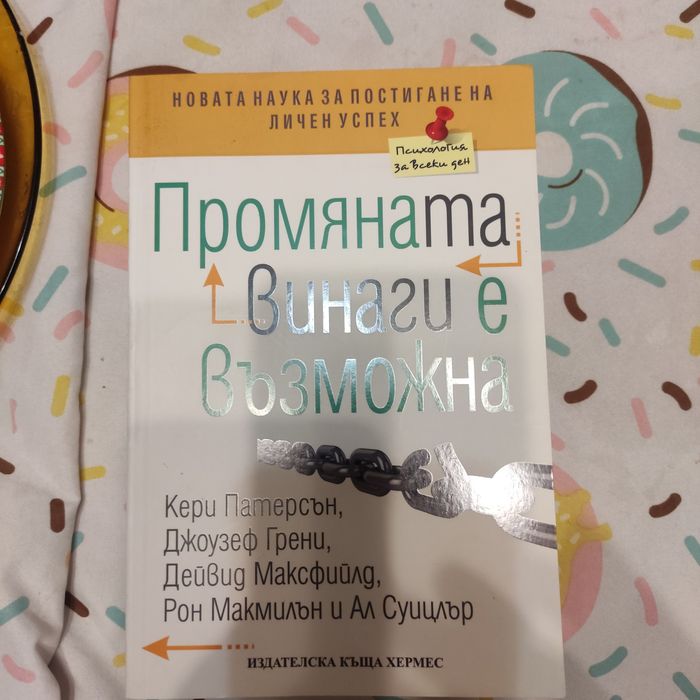 НОВАТА НАУКА ЗА ПОСТИГАНЕ НА
ЛИЧЕН УСПЕХ
Психология
за всеки ден
Промяната
винаги е
възможна
Кери Патерсън,
Джоузеф Грени,
Дейвид Максфийлд,
Рон Макмилън и Ал Суицлър
ИЗДАТЕЛСКА КЪЩА ХЕРМЕС